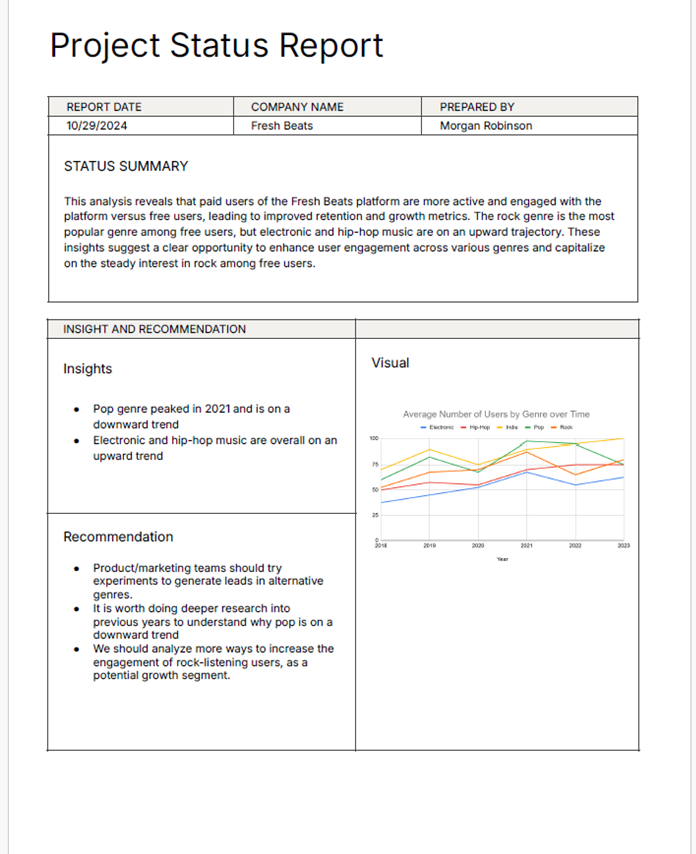 Project Status Report
REPORT DATE
COMPANY NAME
PREPARED BY
10/29/2024
Fresh Beats
Morgan Robinson
STATUS SUMMARY
This analysis reveals that paid users of the Fresh Beats platform are more active and engaged with the
platform versus free users, leading to improved retention and growth metrics. The rock genre is the most
popular genre among free users, but electronic and hip-hop music are on an upward trajectory. These
insights suggest a clear opportunity to enhance user engagement across various genres and capitalize
on the steady interest in rock among free users.
INSIGHT AND RECOMMENDATION
Insights
● Pop genre peaked in 2021 and is on a
downward trend
● Electronic and hip-hop music are overall on an
upward trend
Recommendation
● Product/marketing teams should try
experiments to generate leads in alternative
genres.
● It is worth doing deeper research into
previous years to understand why pop is on a
downward trend
● We should analyze more ways to increase the
engagement of rock-listening users, as a
potential growth segment.
Visual
Average Number of Users by Genre over Time
Electronic Hip-Hop Indie Pop Rock
100
75
50
25
0
2018 2019 2020 2021 2022 2023
Year